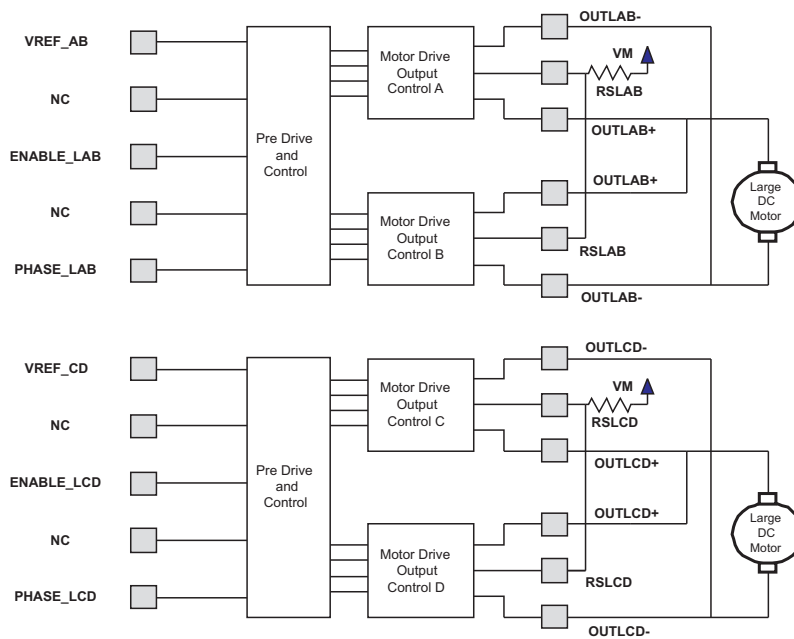 OUTLAB-
VREF_AB
VM
Motor Drive
Output
Control A
RSLAB
NC
OUTLAB+
Pre Drive
and
Control
ENABLE_LAB
OUTLAB+
Large
DC
Motor
NC
Motor Drive
Output
Control B
RSLAB
PHASE_LAB
OUTLAB-
OUTLCD-
VREF_CD
VM
Motor Drive
Output
Control C
RSLCD
NC
OUTLCD+
Pre Drive
and
Control
ENABLE_LCD
OUTLCD+
Large
DC
Motor
NC
Motor Drive
Output
Control D
RSLCD
PHASE_LCD
OUTLCD-